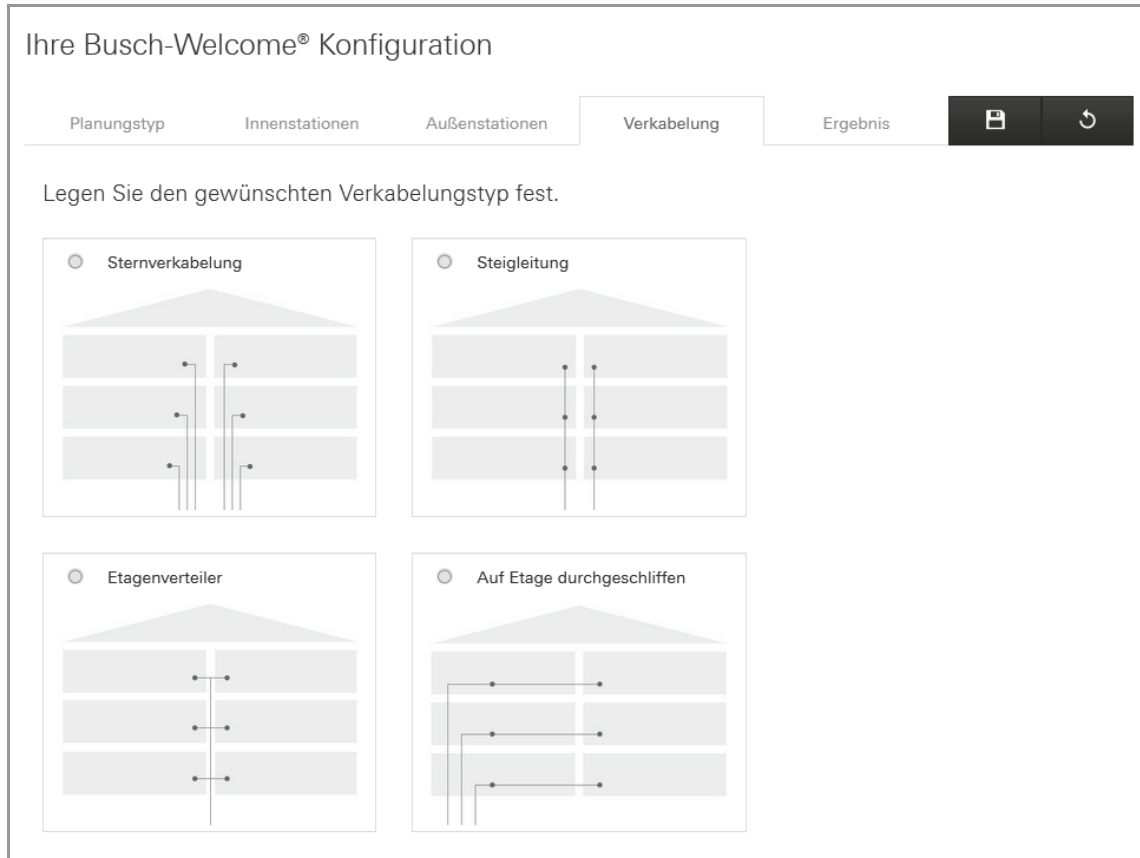 Ihre Busch-Welcome® Konfiguration
Planungstyp Innenstationen Außenstationen Verkabelung Ergebnis
Legen Sie den gewünschten Verkabelungstyp fest.
Sternverkabelung Steigleitung
Etagenverteiler Auf Etage durchgeschliffen